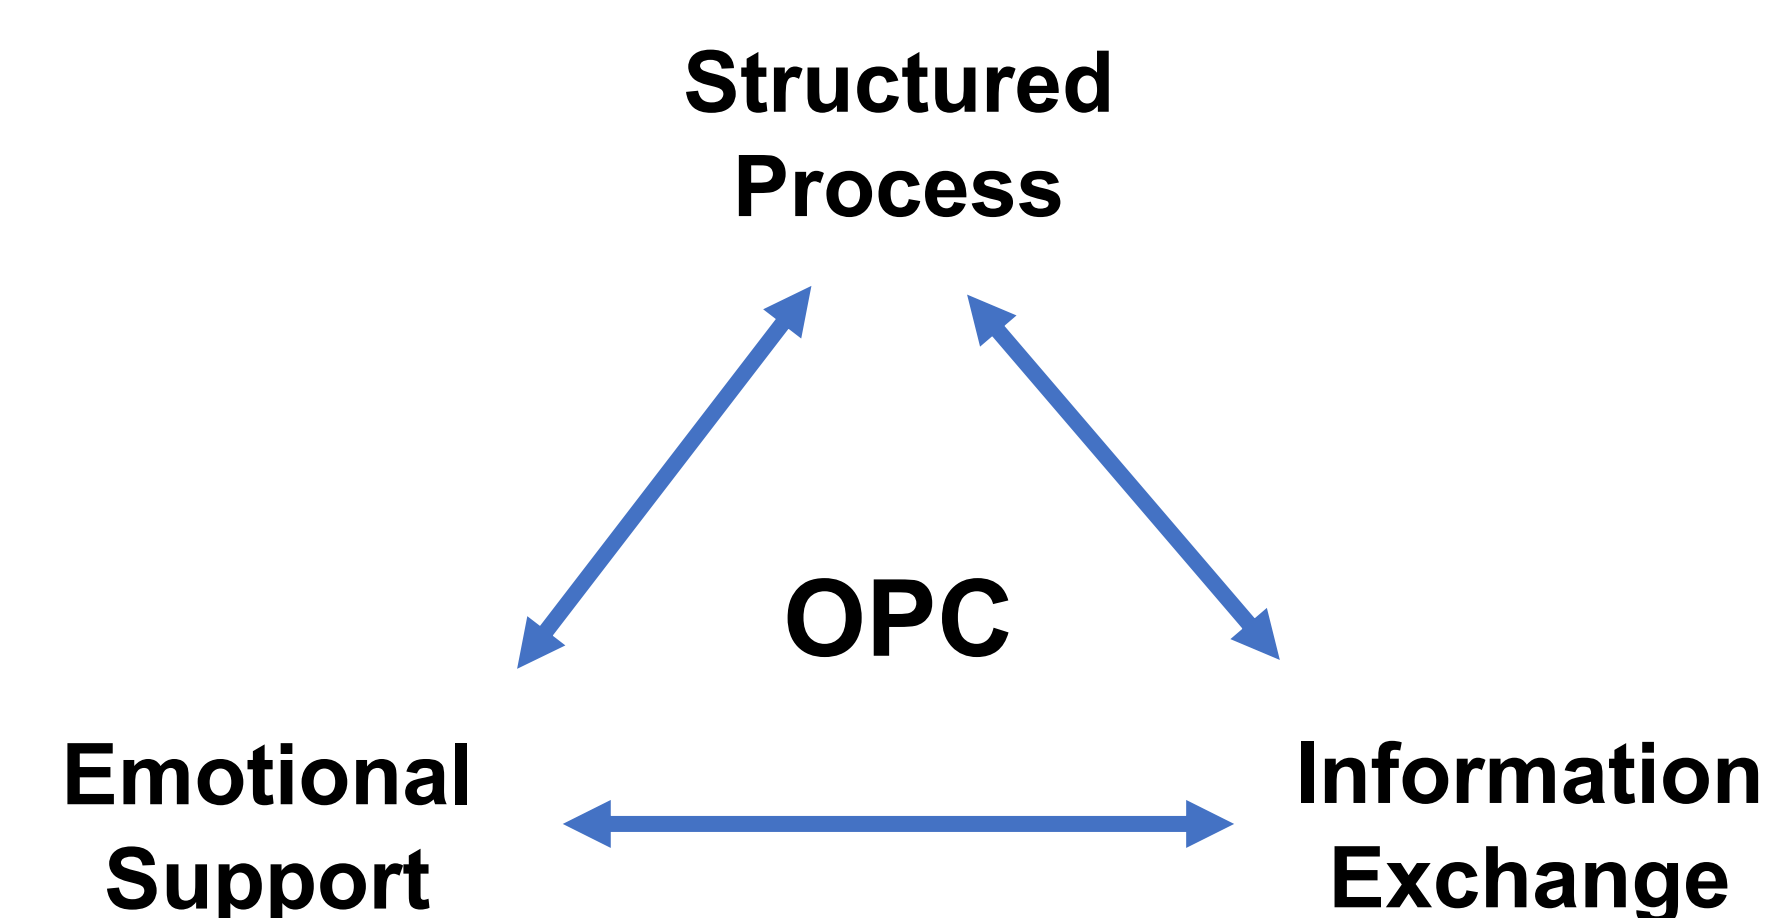 Structured
Process
OPC
Emotional
Support
Information
Exchange